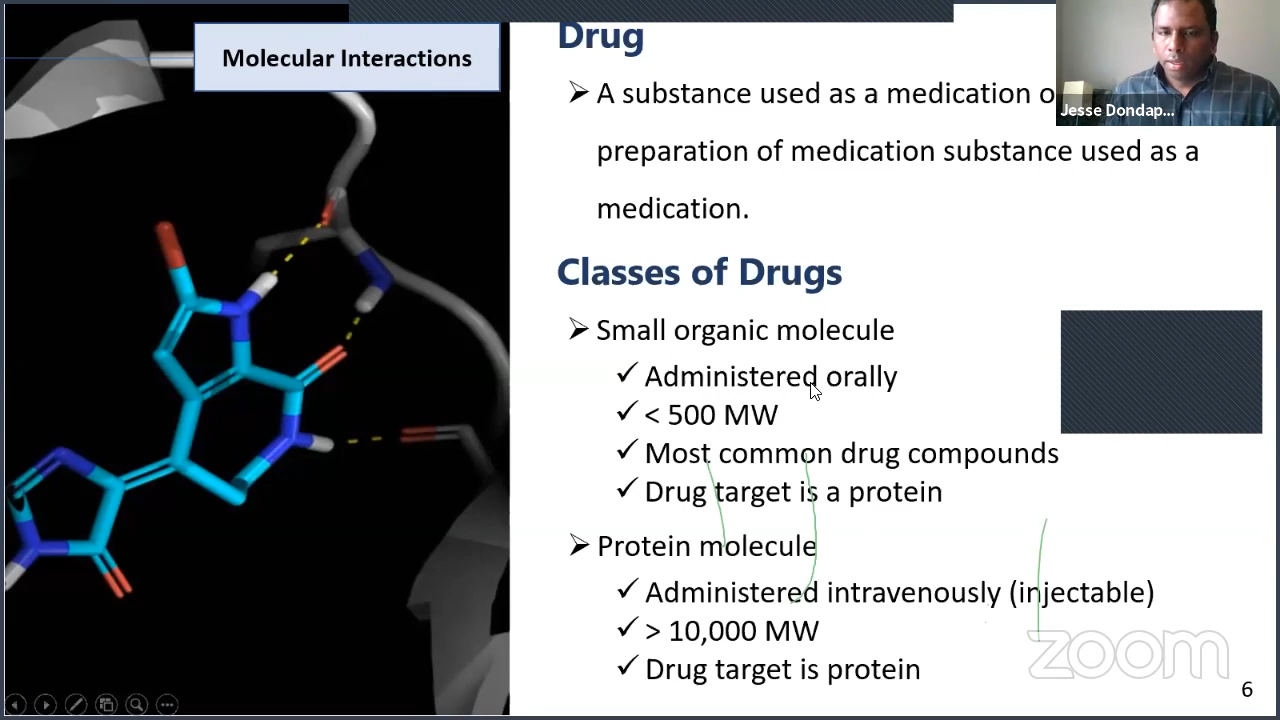 Molecular Interactions
Drug
A substance used as a medication o
Jesse Dondap...
preparation of medication substance used as a
medication.
Classes of Drugs
Small organic molecule
Administered orally
< 500 MW
Most common drug compounds
Drug target is a protein
Protein molecule
Administered intravenously (injectable)
> 10,000 MW
Drug target is protein
zoom
6